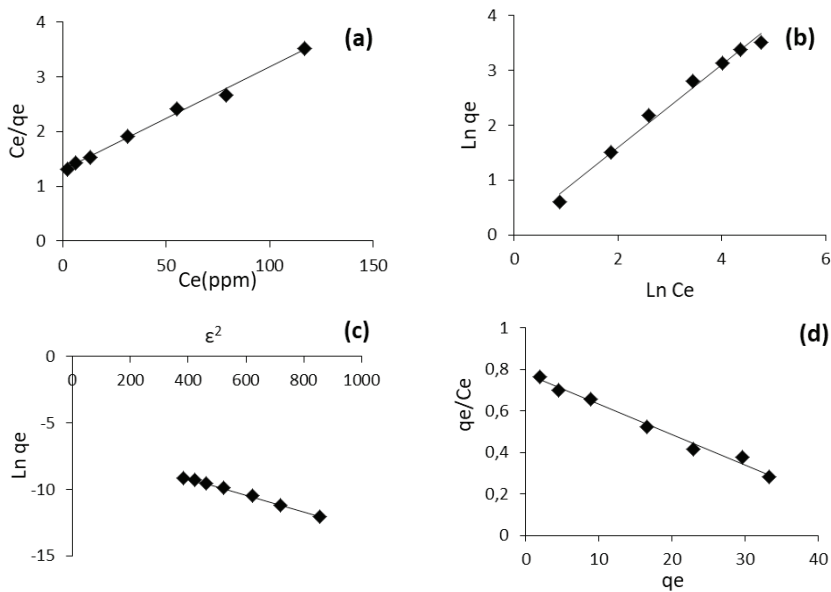 (a)
4
3
2
1
0
Ce/qe
0 50 100 150
Ce(ppm)
(b)
4
3
2
1
0
Ln qe
0 2 4 6
Ln Ce
(c)
ε²
0 200 400 600 800 1000
0
-5
-10
-15
Ln qe
(d)
1
0,8
0,6
0,4
0,2
0
qe/Ce
0 10 20 30 40
qe